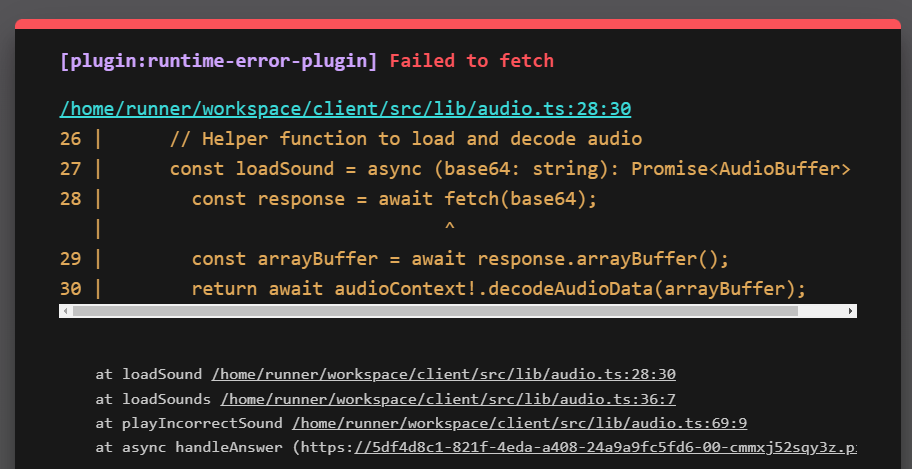 [plugin:runtime-error-plugin] Failed to fetch
/home/runner/workspace/client/src/lib/audio.ts:28:30
26 |      // Helper function to load and decode audio
27 |      const loadSound = async (base64: string): Promise<AudioBuffer>
28 |        const response = await fetch(base64);
   |                               ^
29 |        const arrayBuffer = await response.arrayBuffer();
30 |        return await audioContext!.decodeAudioData(arrayBuffer);
at loadSound /home/runner/workspace/client/src/lib/audio.ts:28:30
at loadSounds /home/runner/workspace/client/src/lib/audio.ts:36:7
at playIncorrectSound /home/runner/workspace/client/src/lib/audio.ts:69:9
at async handleAnswer (https://5df4d8c1-821f-4eda-a408-24a9a9fc5fd6-00-cmmxj52sqy3z.pi